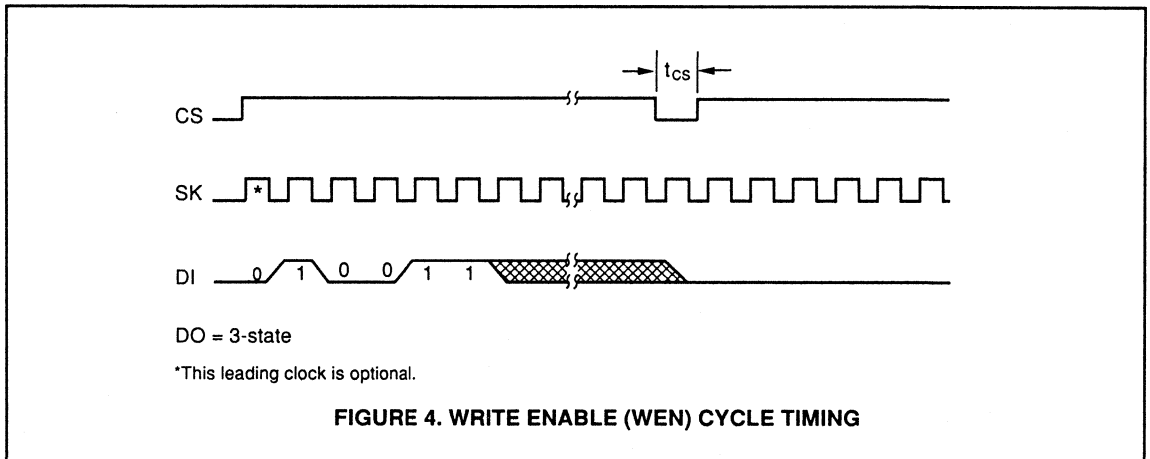 tCS
CS
SK *
DI 0 1 0 0 1 1
DO = 3-state
*This leading clock is optional.
FIGURE 4. WRITE ENABLE (WEN) CYCLE TIMING